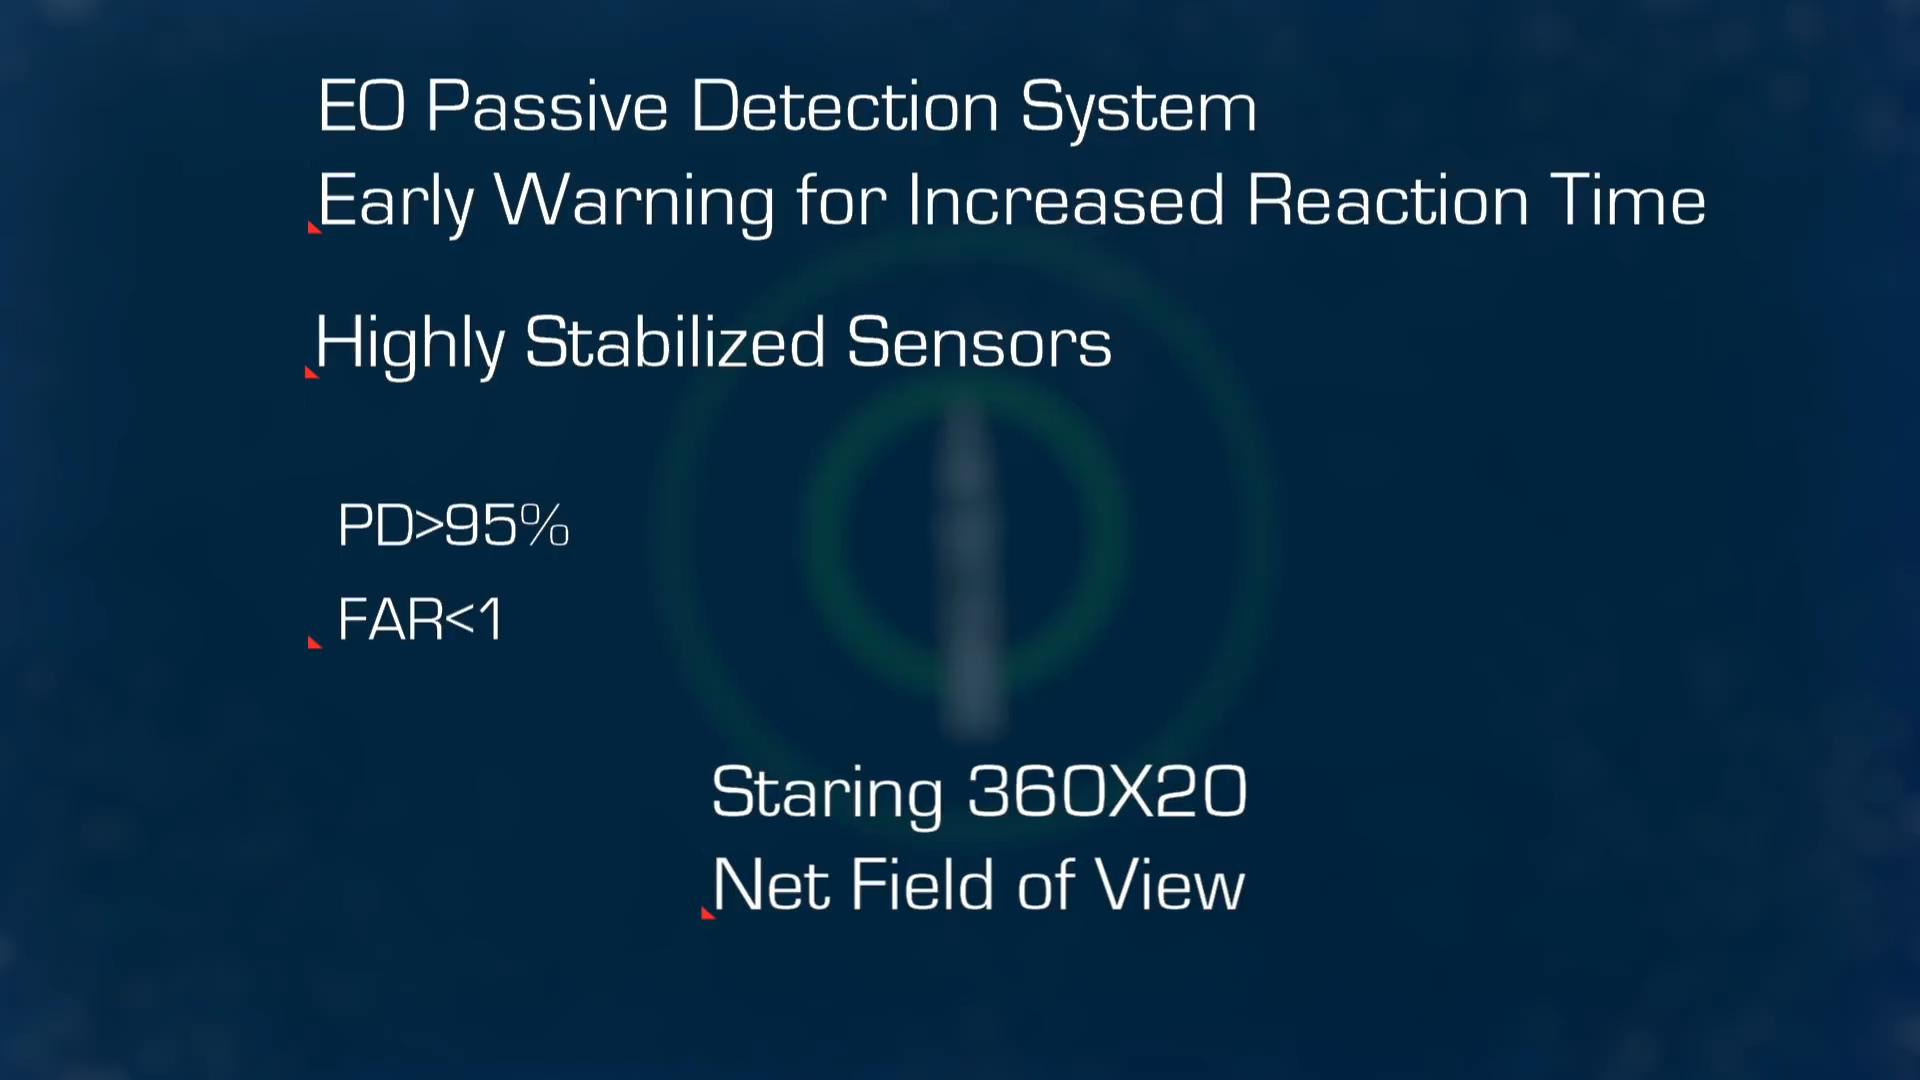 EO Passive Detection System
Early Warning for Increased Reaction Time
Highly Stabilized Sensors
PD>95%
FAR<1
Staring 360X20
Net Field of View